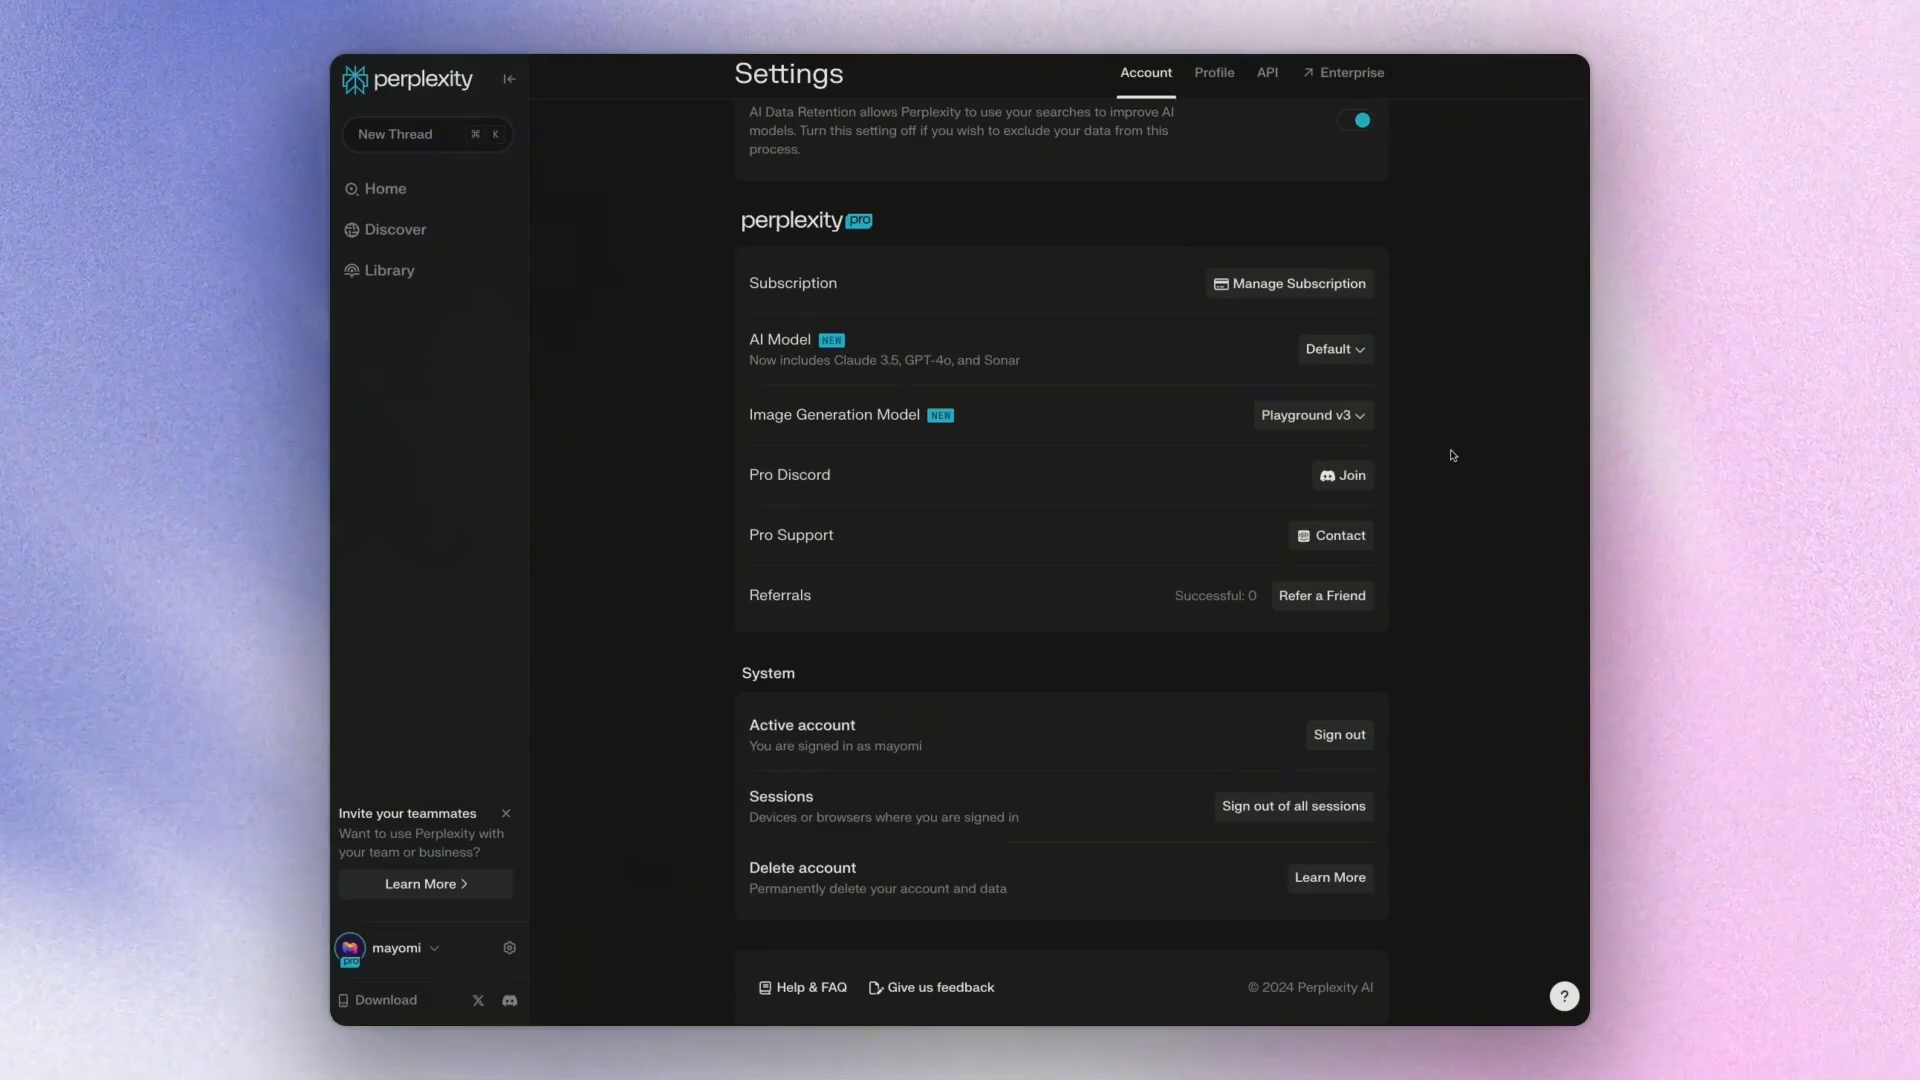 perplexity
New Thread ⌘ K
Home
Discover
Library
Invite your teammates
Want to use Perplexity with
your team or business?
Learn More
pro
mayomi
Download
Settings
Account Profile API Enterprise
AI Data Retention allows Perplexity to use your searches to improve AI
models. Turn this setting off if you wish to exclude your data from this
process.
perplexity pro
Subscription Manage Subscription
AI Model NEW Default
Now includes Claude 3.5, GPT-4o, and Sonar
Image Generation Model NEW Playground v3
Pro Discord Join
Pro Support Contact
Referrals Successful: 0 Refer a Friend
System
Active account Sign out
You are signed in as mayomi
Sessions Sign out of all sessions
Devices or browsers where you are signed in
Delete account Learn More
Permanently delete your account and data
Help & FAQ Give us feedback © 2024 Perplexity AI
?